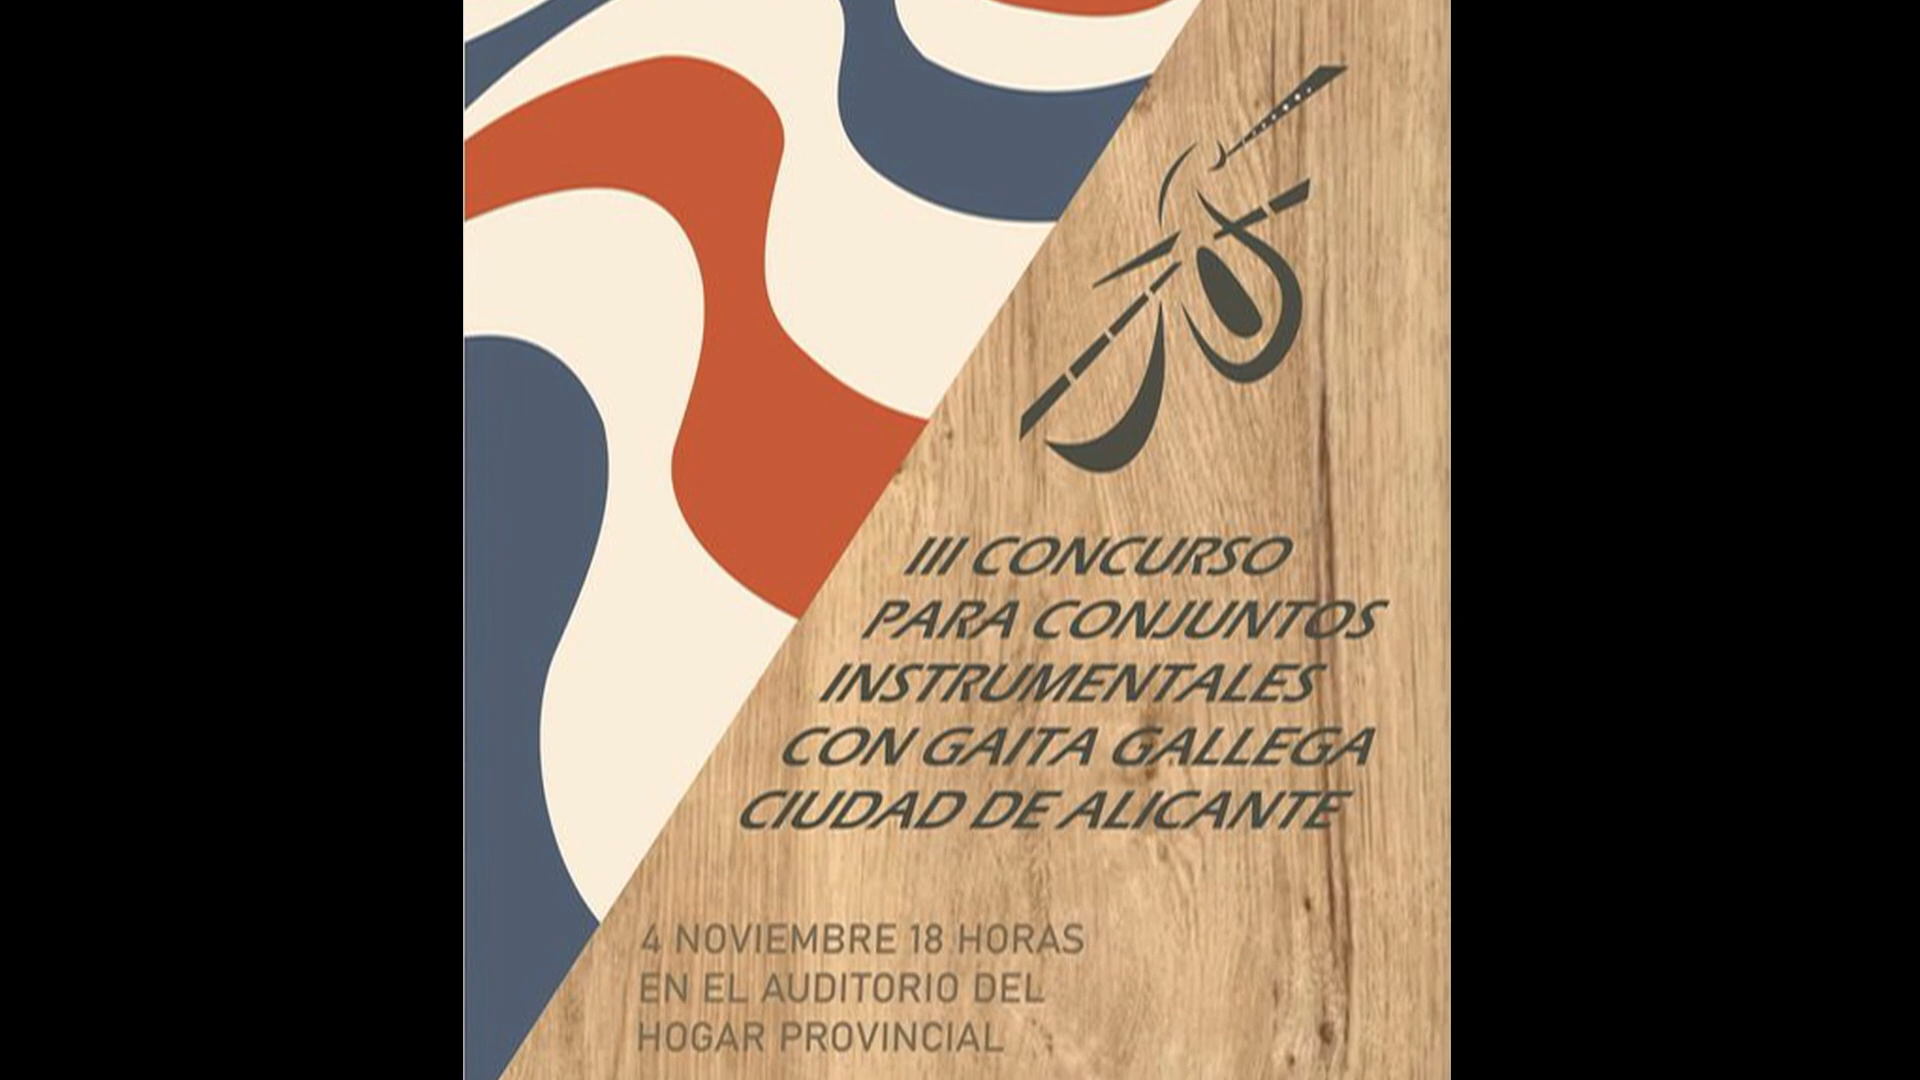 III CONCURSO
PARA CONJUNTOS
INSTRUMENTALES
CON GAITA GALLEGA
CIUDAD DE ALICANTE
4 NOVIEMBRE 18 HORAS
EN EL AUDITORIO DEL
HOGAR PROVINCIAL